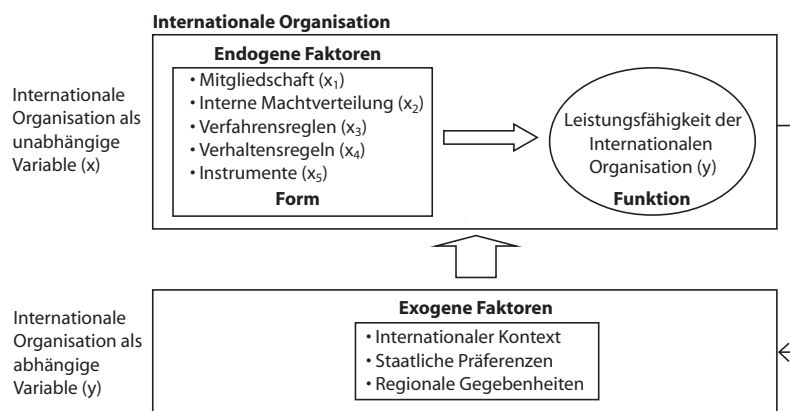 Internationale Organisation
Internationale
Organisation als
unabhängige
Variable (x)
Endogene Faktoren
• Mitgliedschaft (x₁)
• Interne Machtverteilung (x₂)
• Verfahrensreglen (x₃)
• Verhaltensregeln (x₄)
• Instrumente (x₅)
Form
Leistungsfähigkeit der
Internationalen
Organisation (y)
Funktion
Internationale
Organisation als
abhängige
Variable (y)
Exogene Faktoren
• Internationaler Kontext
• Staatliche Präferenzen
• Regionale Gegebenheiten